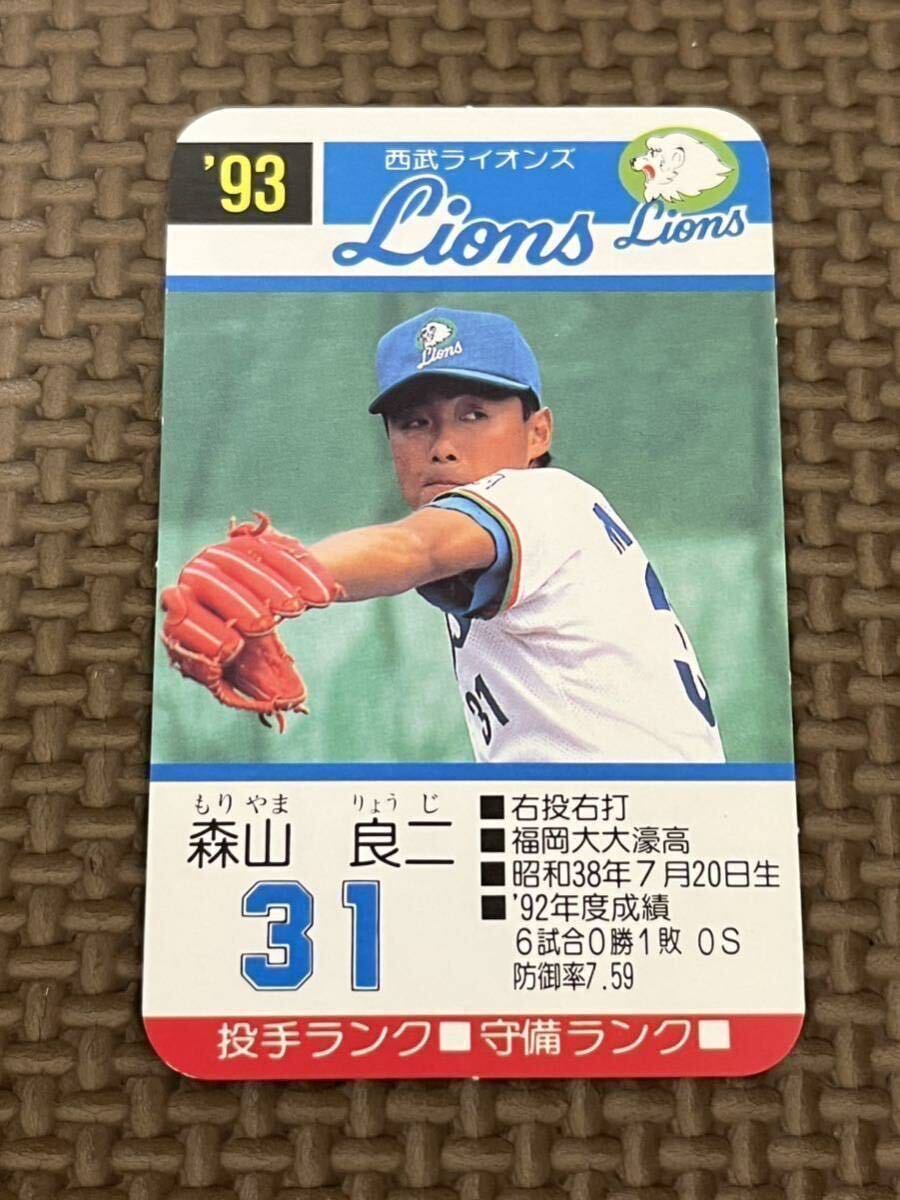 '93
西武ライオンズ
Lions
Lions
Lions
31
もりやま りょうじ
森山 良二
31
■右投右打
■福岡大大濠高
■昭和38年7月20日生
■'92年度成績
6試合0勝1敗 0S
防御率7.59
投手ランク□守備ランク□